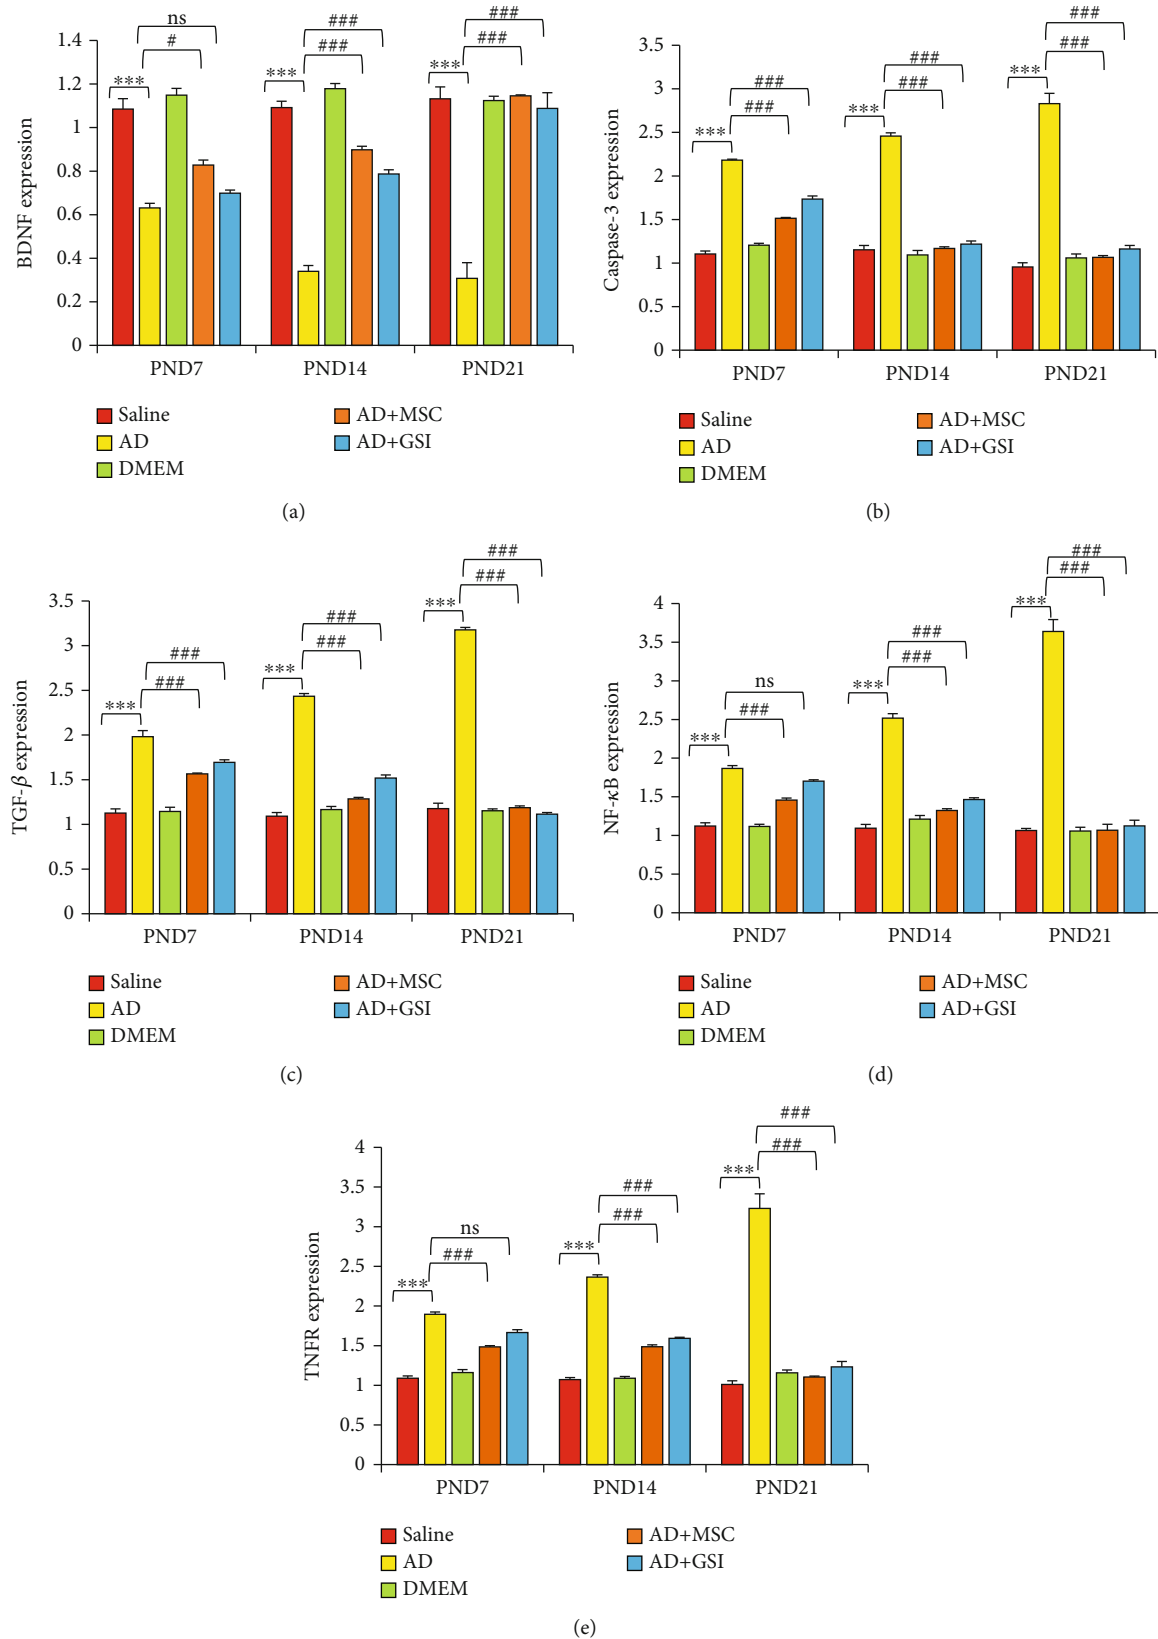 ns
#
***
###
###
***
###
###
***
1.4
1.2
1
0.8
0.6
0.4
0.2
0
BDNF expression
PND7 PND14 PND21
Saline AD+MSC
AD AD+GSI
DMEM
(a)
###
###
***
###
###
***
###
###
***
3.5
3
2.5
2
1.5
1
0.5
0
Caspase-3 expression
PND7 PND14 PND21
Saline AD+MSC
AD AD+GSI
DMEM
(b)
###
###
***
###
###
***
###
###
***
3.5
3
2.5
2
1.5
1
0.5
0
TGF-β expression
PND7 PND14 PND21
Saline AD+MSC
AD AD+GSI
DMEM
(c)
ns
###
***
###
###
***
###
###
***
4
3.5
3
2.5
2
1.5
1
0.5
0
NF-κB expression
PND7 PND14 PND21
Saline AD+MSC
AD AD+GSI
DMEM
(d)
ns
###
***
###
###
***
###
###
***
4
3.5
3
2.5
2
1.5
1
0.5
0
TNFR expression
PND7 PND14 PND21
Saline AD+MSC
AD AD+GSI
DMEM
(e)